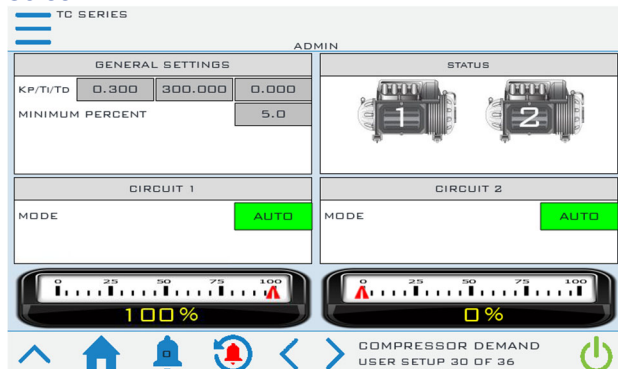 TC SERIES
ADMIN
GENERAL SETTINGS
KP/TI/TD 0.300 300.000 0.000
MINIMUM PERCENT 5.0
STATUS
1 2
CIRCUIT 1
MODE AUTO
CIRCUIT 2
MODE AUTO
0 25 50 75 100
100%
0 25 50 75 100
0%
0
COMPRESSOR DEMAND
USER SETUP 30 OF 36